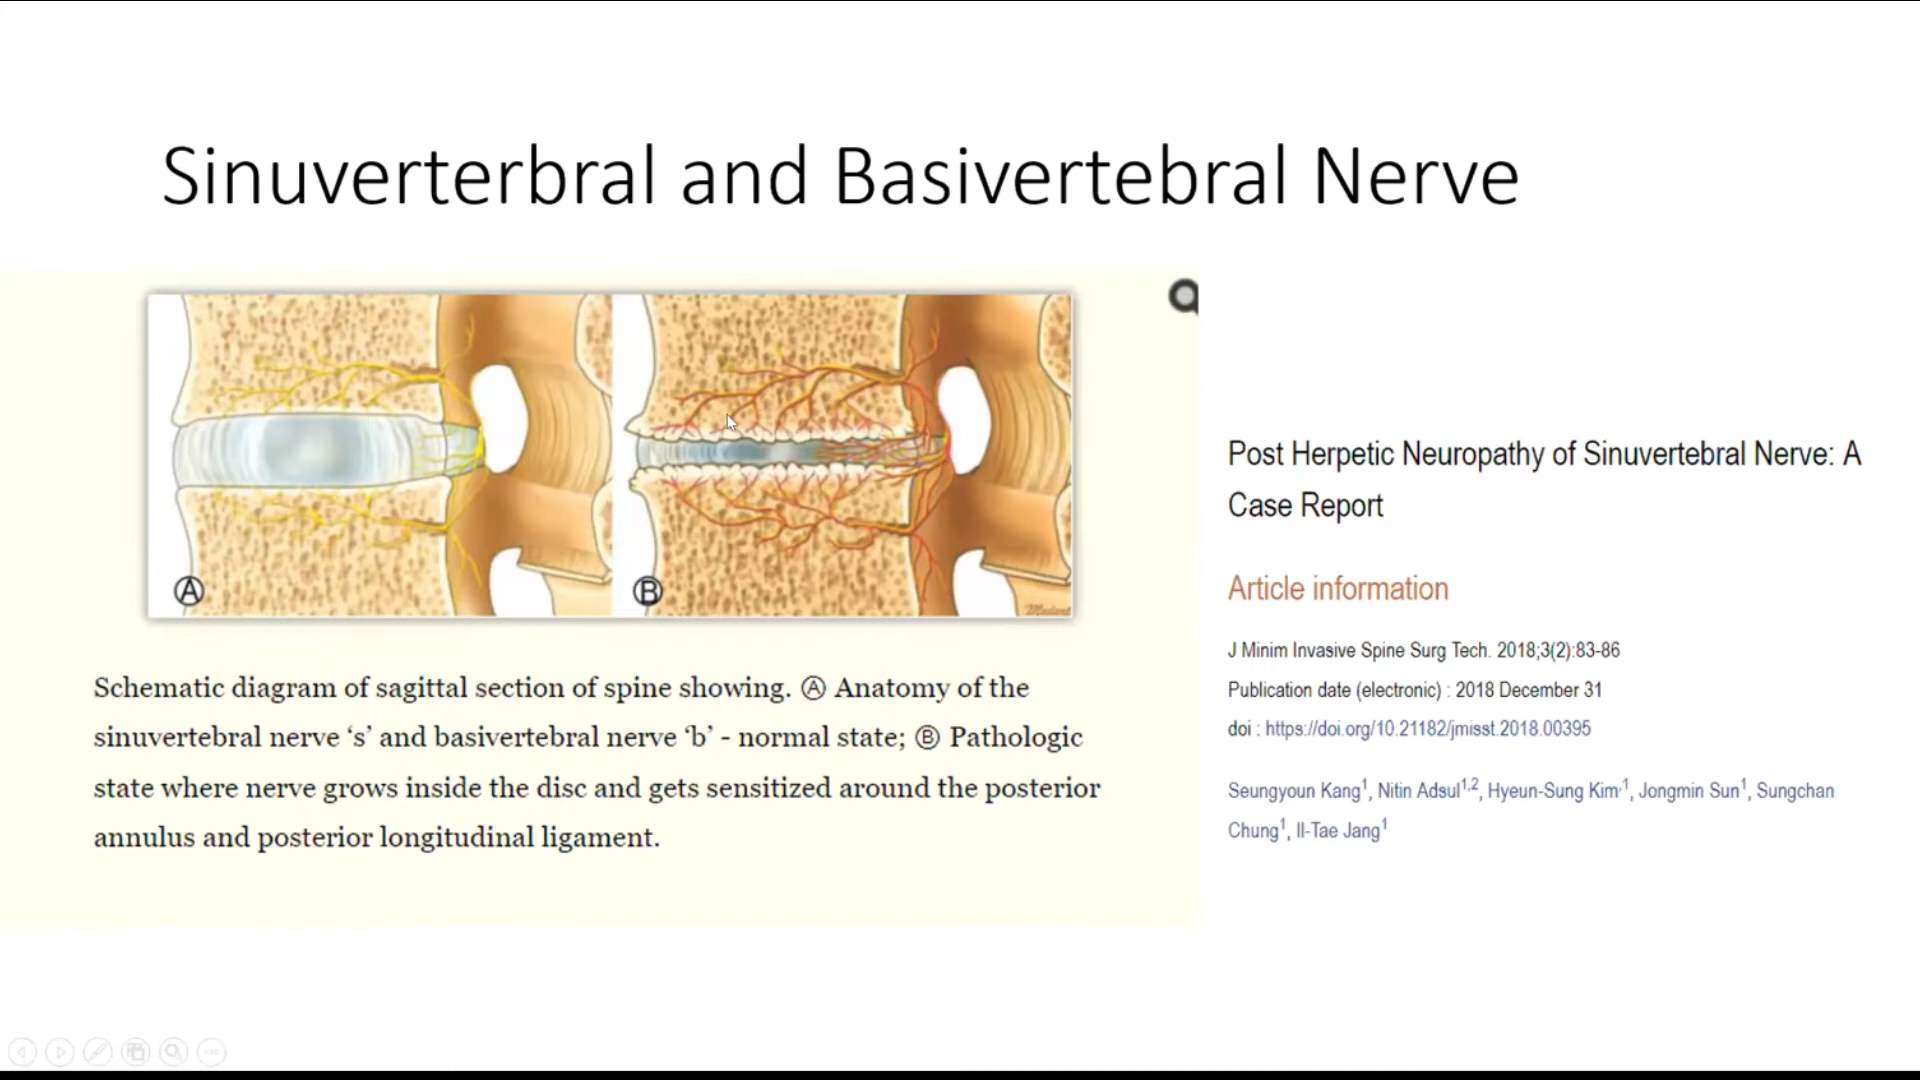 Sinuverterbral and Basivertebral Nerve
Ⓐ
Ⓑ
Schematic diagram of sagittal section of spine showing. Ⓐ Anatomy of the
sinuvertebral nerve ‘s’ and basivertebral nerve ‘b’ - normal state; Ⓑ Pathologic
state where nerve grows inside the disc and gets sensitized around the posterior
annulus and posterior longitudinal ligament.
Post Herpetic Neuropathy of Sinuvertebral Nerve: A
Case Report
Article information
J Minim Invasive Spine Surg Tech. 2018;3(2):83-86
Publication date (electronic) : 2018 December 31
doi : https://doi.org/10.21182/jmisst.2018.00395
Seungyoun Kang1, Nitin Adsul1,2, Hyeun-Sung Kim,1, Jongmin Sun1, Sungchan
Chung1, Il-Tae Jang1